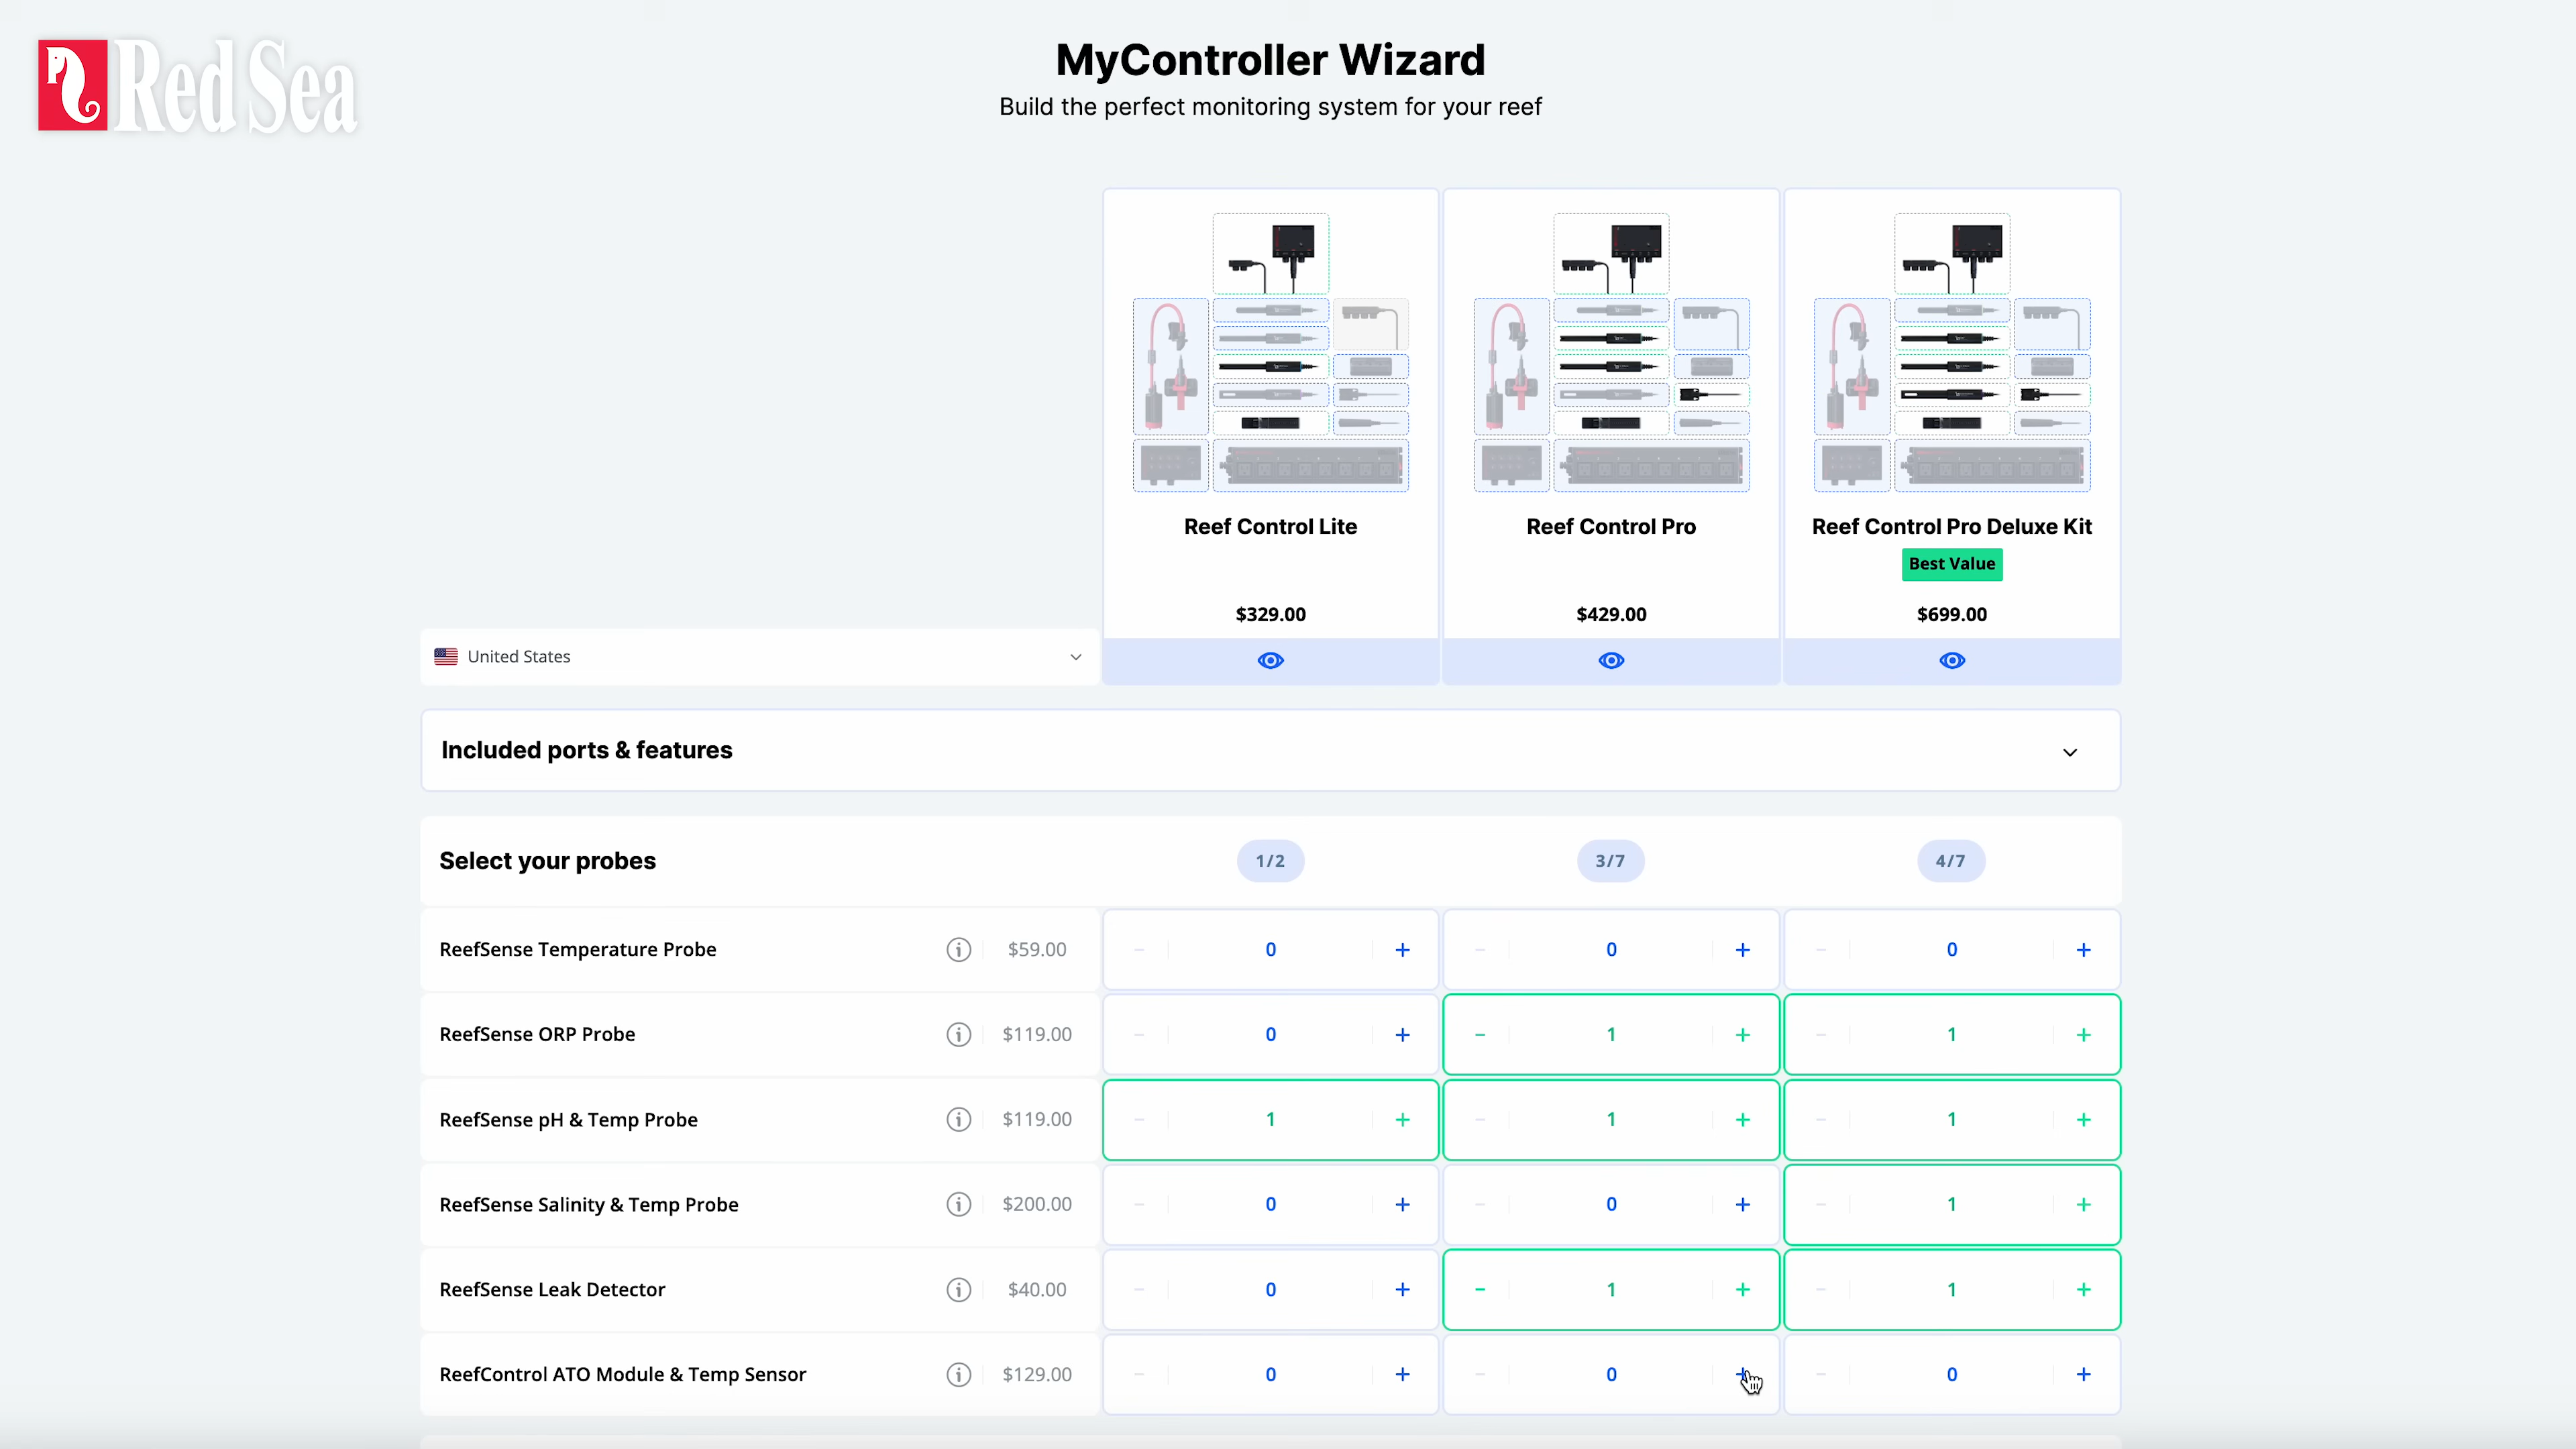 Red Sea
MyController Wizard
Build the perfect monitoring system for your reef
Reef Control Lite
Reef Control Pro
Reef Control Pro Deluxe Kit
Best Value
$329.00
$429.00
$699.00
United States
Included ports & features
Select your probes
1/2
3/7
4/7
ReefSense Temperature Probe
$59.00
0
0
0
ReefSense ORP Probe
$119.00
0
1
1
ReefSense pH & Temp Probe
$119.00
1
1
1
ReefSense Salinity & Temp Probe
$200.00
0
0
1
ReefSense Leak Detector
$40.00
0
1
1
ReefControl ATO Module & Temp Sensor
$129.00
0
0
0